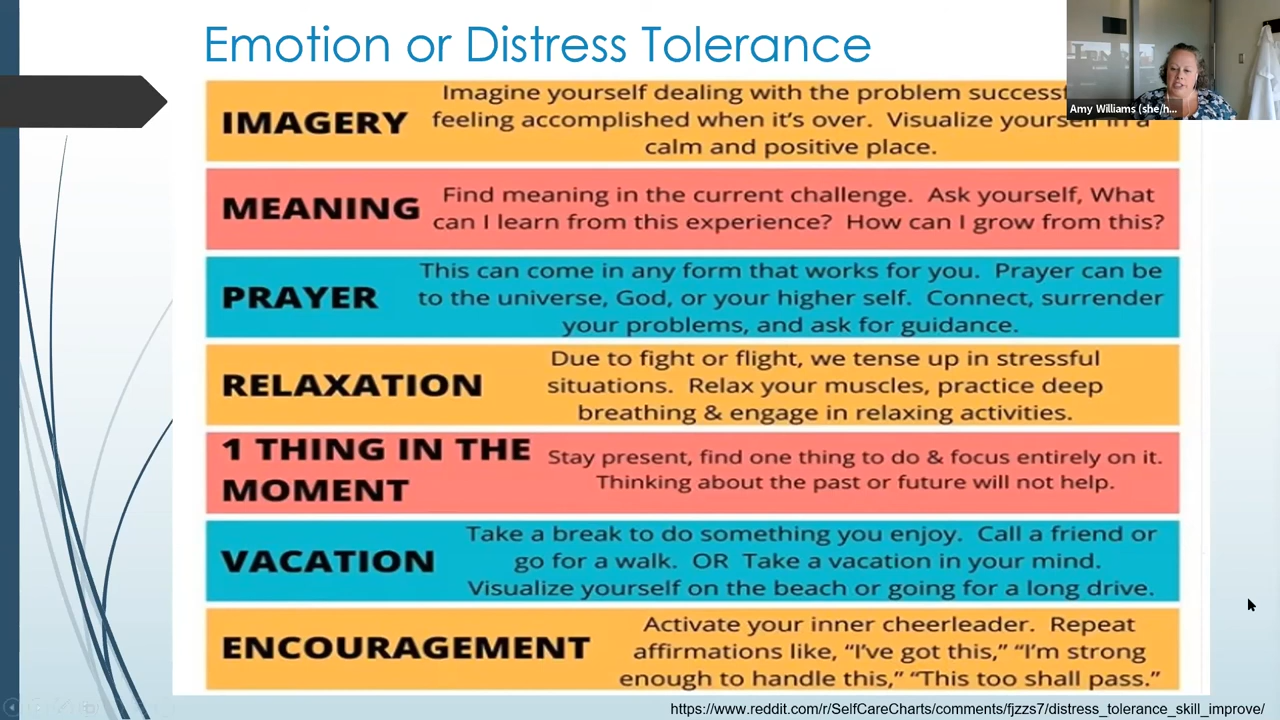 Emotion or Distress Tolerance
Amy Williams (she/h...
IMAGERY
Imagine yourself dealing with the problem
feeling accomplished when it's over.  Visualize yourself in a
calm and positive place.
MEANING
Find meaning in the current challenge.  Ask yourself, What
can I learn from this experience?  How can I grow from this?
PRAYER
This can come in any form that works for you.  Prayer can be
to the universe, God, or your higher self.  Connect, surrender
your problems, and ask for guidance.
RELAXATION
Due to fight or flight, we tense up in stressful
situations.  Relax your muscles, practice deep
breathing & engage in relaxing activities.
1 THING IN THE
MOMENT
Stay present, find one thing to do & focus entirely on it.
Thinking about the past or future will not help.
VACATION
Take a break to do something you enjoy.  Call a friend or
go for a walk.  OR  Take a vacation in your mind.
Visualize yourself on the beach or going for a long drive.
ENCOURAGEMENT
Activate your inner cheerleader.  Repeat
affirmations like, "I've got this," "I'm strong
enough to handle this," "This too shall pass."
https://www.reddit.com/r/SelfCareCharts/comments/fjzzs7/distress_tolerance_skill_improve/